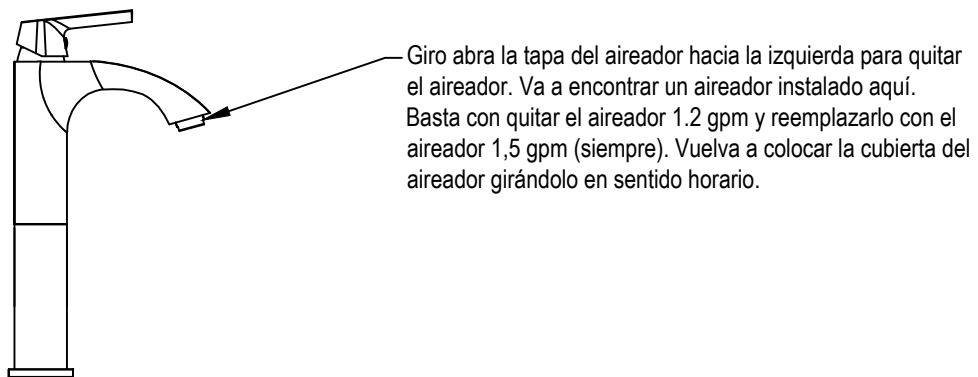 Giro abra la tapa del aireador hacia la izquierda para quitar
el aireador. Va a encontrar un aireador instalado aquí.
Basta con quitar el aireador 1.2 gpm y reemplazarlo con el
aireador 1,5 gpm (siempre). Vuelva a colocar la cubierta del
aireador girándolo en sentido horario.